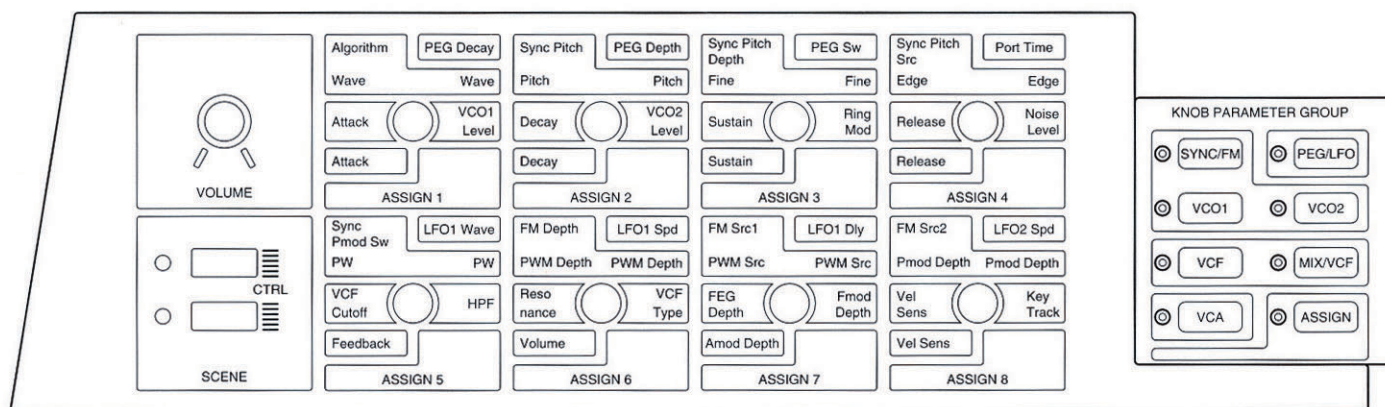 Algorithm PEG Decay
Wave Wave
Attack VCO1 Level
Attack
ASSIGN 1
Sync Pitch PEG Depth
Pitch Pitch
Decay VCO2 Level
Decay
ASSIGN 2
Sync Pitch Depth PEG Sw
Fine Fine
Sustain Ring Mod
Sustain
ASSIGN 3
Sync Pitch Src Port Time
Edge Edge
Release Noise Level
Release
ASSIGN 4
VOLUME
Sync Pmod Sw LFO1 Wave
PW PW
VCF Cutoff HPF
Feedback
ASSIGN 5
FM Depth LFO1 Spd
PWM Depth PWM Depth
Reso nance VCF Type
Volume
ASSIGN 6
FM Src1 LFO1 Dly
PWM Src PWM Src
FEG Depth Fmod Depth
Amod Depth
ASSIGN 7
FM Src2 LFO2 Spd
Pmod Depth Pmod Depth
Vel Sens Key Track
Vel Sens
ASSIGN 8
CTRL
SCENE
KNOB PARAMETER GROUP
SYNC/FM PEG/LFO
VCO1 VCO2
VCF MIX/VCF
VCA ASSIGN